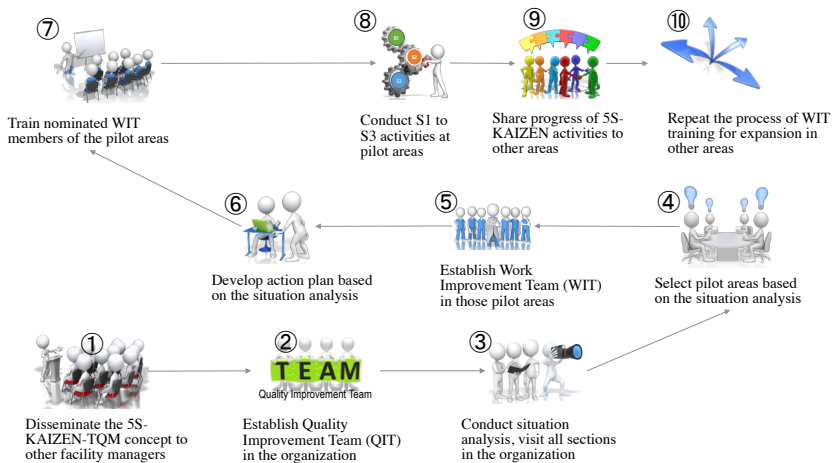 ⑦
Train nominated WIT
members of the pilot areas
⑧
S1
S2
S3
Conduct S1 to
S3 activities at
pilot areas
⑨
Share progress of 5S-
KAIZEN activities to
other areas
⑩
Repeat the process of WIT
training for expansion in
other areas
⑥
Develop action plan based
on the situation analysis
⑤
Establish Work
Improvement Team (WIT)
in those pilot areas
④
Select pilot areas based
on the situation analysis
①
Disseminate the 5S-
KAIZEN-TQM concept to
other facility managers
②
TEAM
Quality Improvement Team
Establish Quality
Improvement Team (QIT)
in the organization
③
Conduct situation
analysis, visit all sections
in the organization